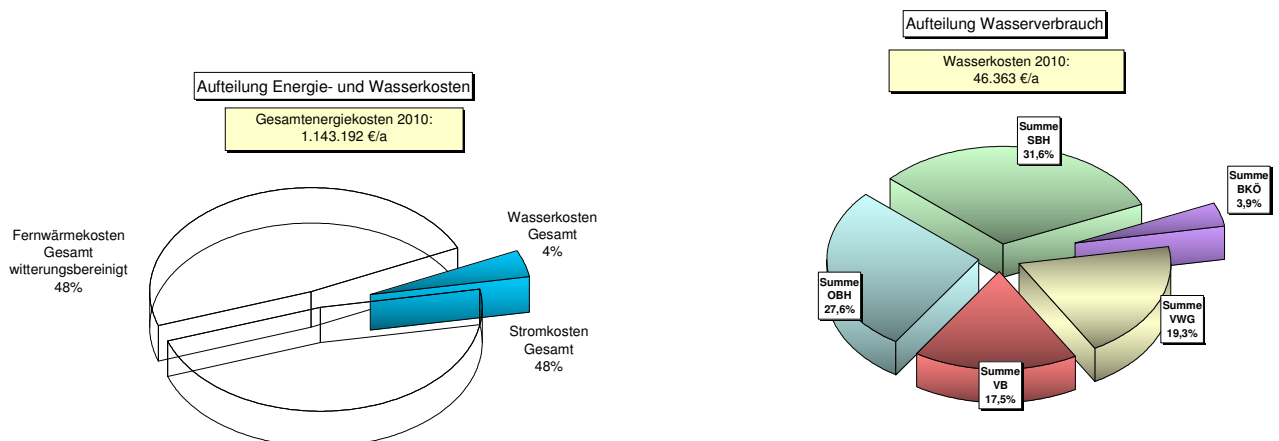 Aufteilung Energie- und Wasserkosten
Gesamtenergiekosten 2010:
1.143.192 €/a
Fernwärmekosten
Gesamt
witterungsbereinigt
48%
Wasserkosten
Gesamt
4%
Stromkosten
Gesamt
48%
Aufteilung Wasserverbrauch
Wasserkosten 2010:
46.363 €/a
Summe
SBH
31,6%
Summe
BKÖ
3,9%
Summe
OBH
27,6%
Summe
VWG
19,3%
Summe
VB
17,5%